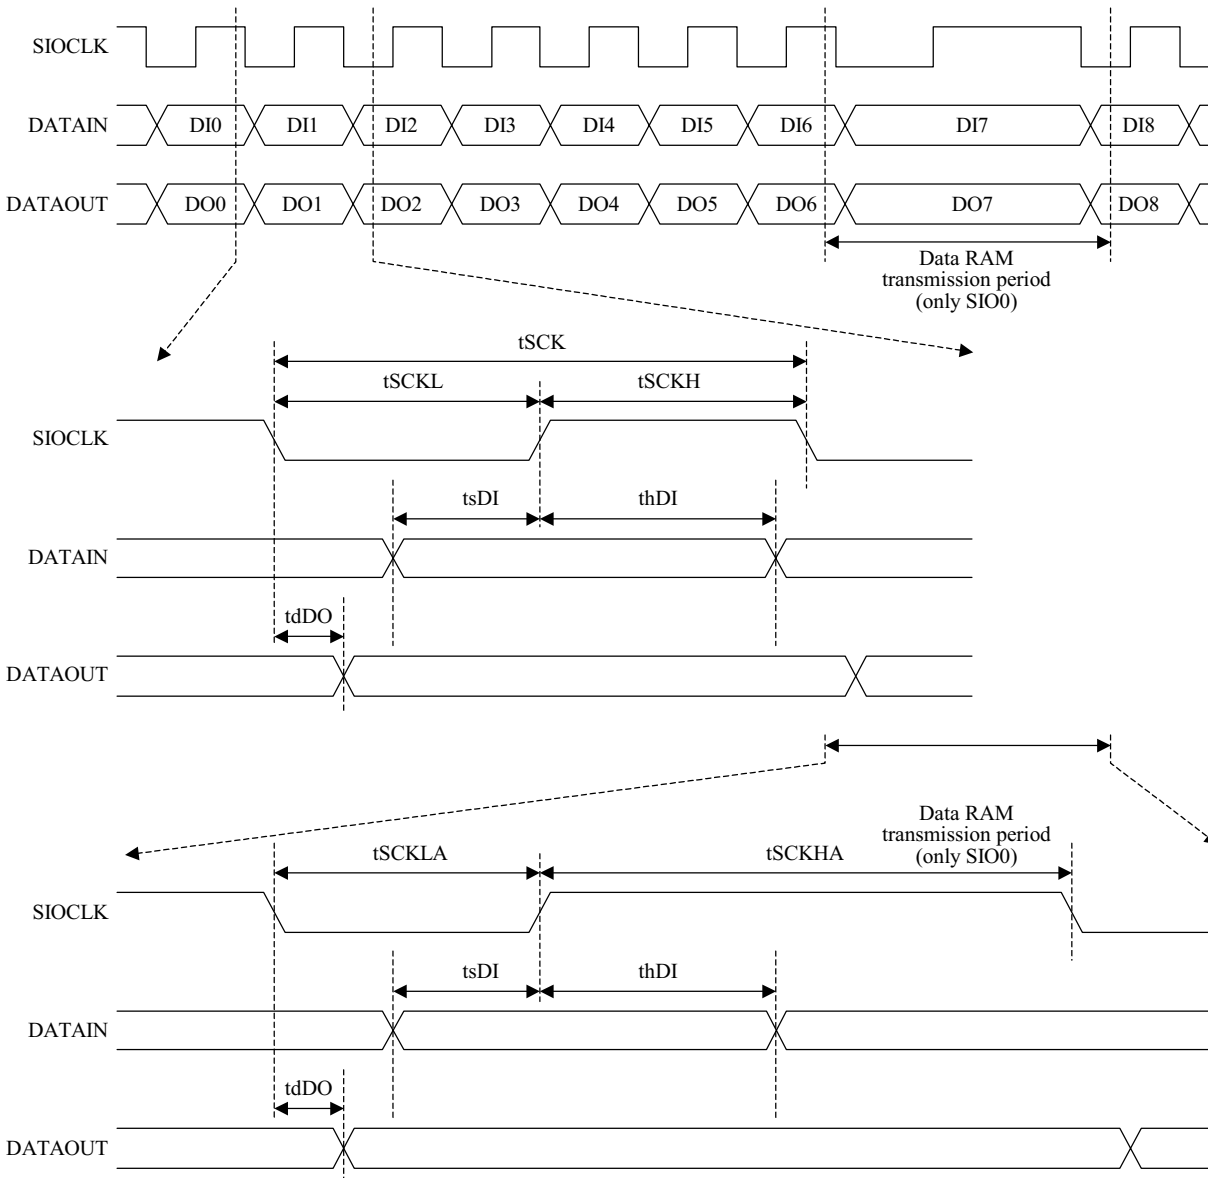 SIOCLK
DATAIN DI0 DI1 DI2 DI3 DI4 DI5 DI6 DI7 DI8
DATAOUT DO0 DO1 DO2 DO3 DO4 DO5 DO6 DO7 DO8
Data RAM
transmission period
(only SIO0)
tSCK
tSCKL tSCKH
SIOCLK
tsDI thDI
DATAIN
tdDO
DATAOUT
Data RAM
transmission period
(only SIO0)
tSCKLA tSCKHA
SIOCLK
tsDI thDI
DATAIN
tdDO
DATAOUT